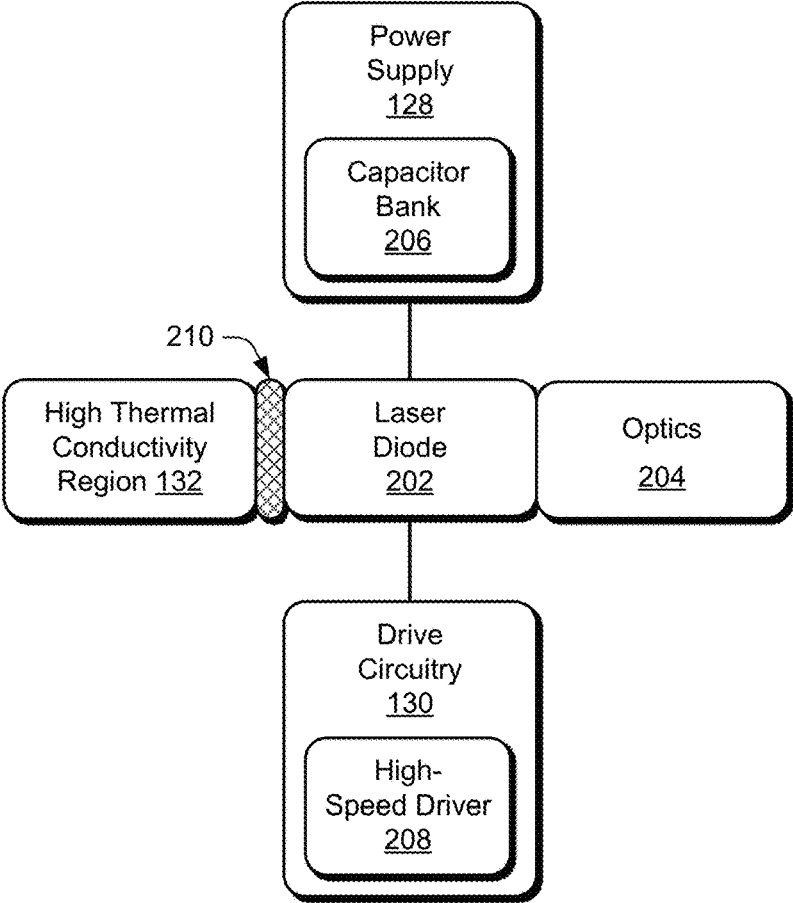 Power
Supply
128
Capacitor
Bank
206
210
High Thermal
Conductivity
Region 132
Laser
Diode
202
Optics
204
Drive
Circuitry
130
High-
Speed Driver
208